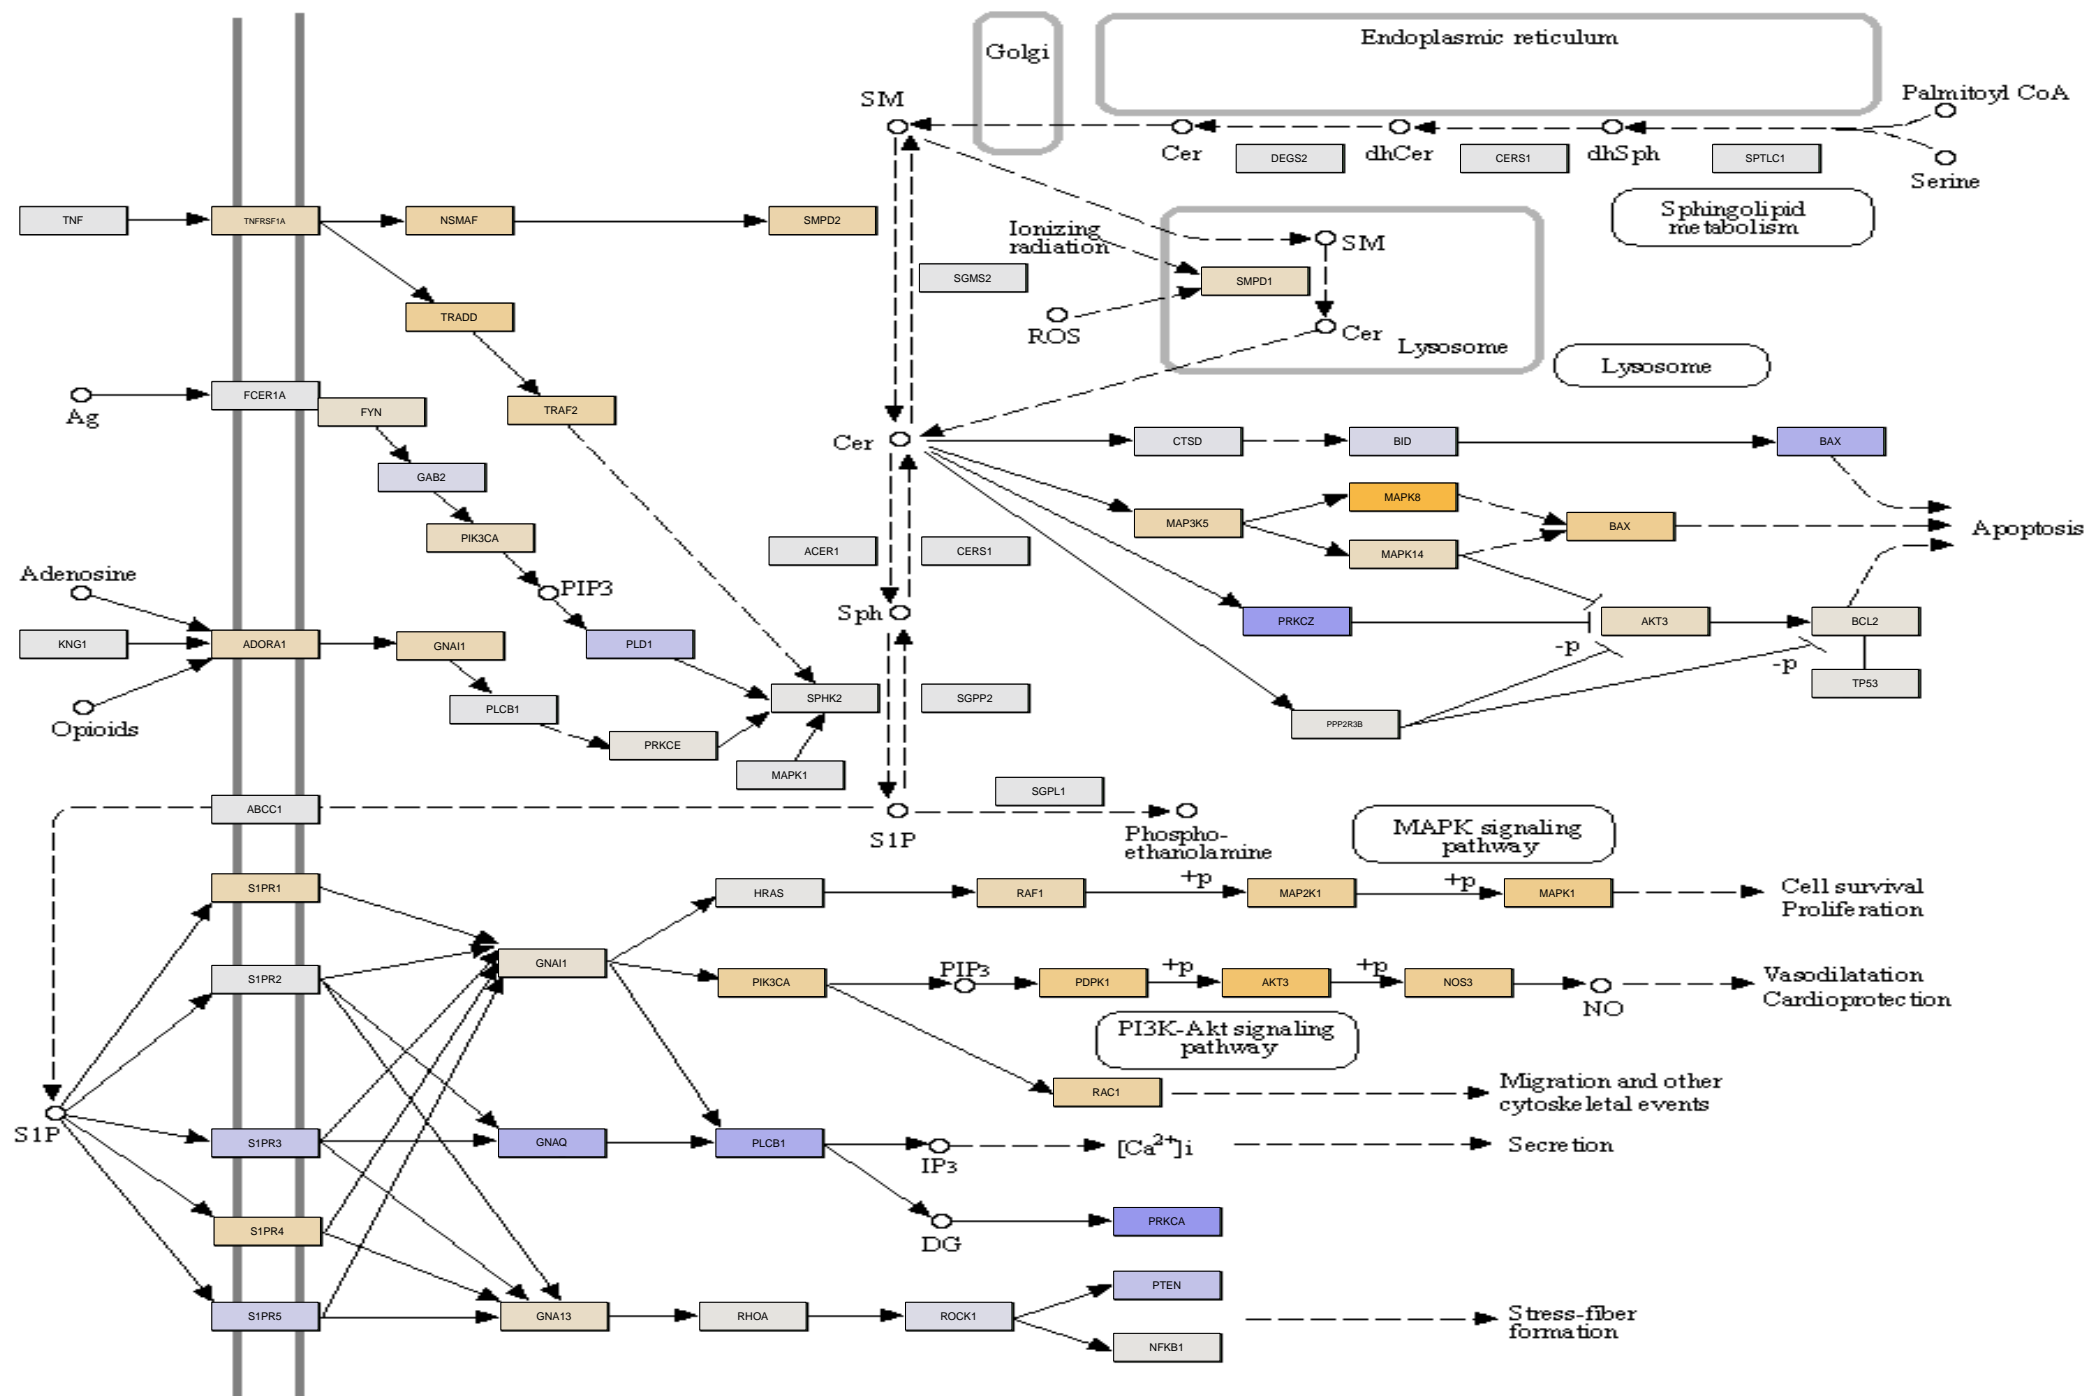 Golgi
Endoplasmic reticulum
SM
Palmitoyl CoA
Cer
DEGS2
dhCer
CERS1
dhSph
SPTLC1
Serine
TNF
TNFRSF1A
NSMAF
SMPD2
Sphingolipid
metabolism
Ionizing
radiation
SM
SGMS2
SMPD1
TRADD
ROS
Cer
Lysosome
Lysosome
FCER1A
Ag
FYN
TRAF2
Cer
CTSD
BID
BAX
GAB2
MAPK8
PIK3CA
MAP3K5
BAX
Apoptosis
ACER1
CERS1
MAPK14
Adenosine
PIP3
Sph
PRKCZ
AKT3
BCL2
KNG1
ADORA1
GNAI1
PLD1
-p
-p
TP53
Opioids
PLCB1
SPHK2
SGPP2
PPP2R3B
PRKCE
MAPK1
SGPL1
ABCC1
S1P
Phospho-
ethanolamine
MAPK signaling
pathway
S1PR1
HRAS
RAF1
+p
MAP2K1
+p
MAPK1
Cell survival
Proliferation
S1PR2
GNAI1
PIK3CA
PIP3
PDPK1
+p
AKT3
+p
NOS3
NO
Vasodilatation
Cardioprotection
PI3K-Akt signaling
pathway
RAC1
Migration and other
cytoskeletal events
S1P
S1PR3
GNAQ
PLCB1
IP3
[Ca2+]i
Secretion
S1PR4
DG
PRKCA
PTEN
S1PR5
GNA13
RHOA
ROCK1
Stress-fiber
formation
NFKB1